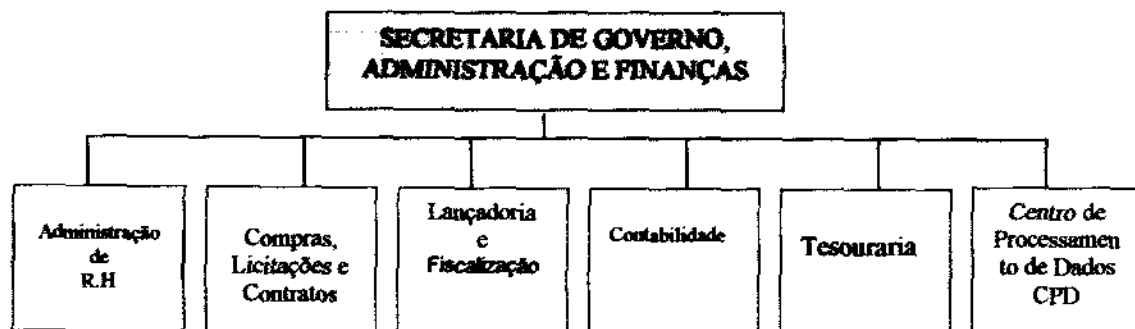 SECRETARIA DE GOVERNO,
ADMINISTRAÇÃO E FINANÇAS
Administração
de
R.H
Compras,
Licitações e
Contratos
Lançadoria
e
Fiscalização
Contabilidade
Tesouraria
Centro de
Processamen
to de Dados
CPD